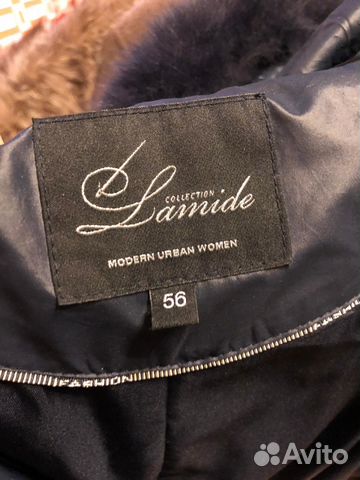 COLLECTION
Lamide
MODERN URBAN WOMEN
56
FASHION
Avito